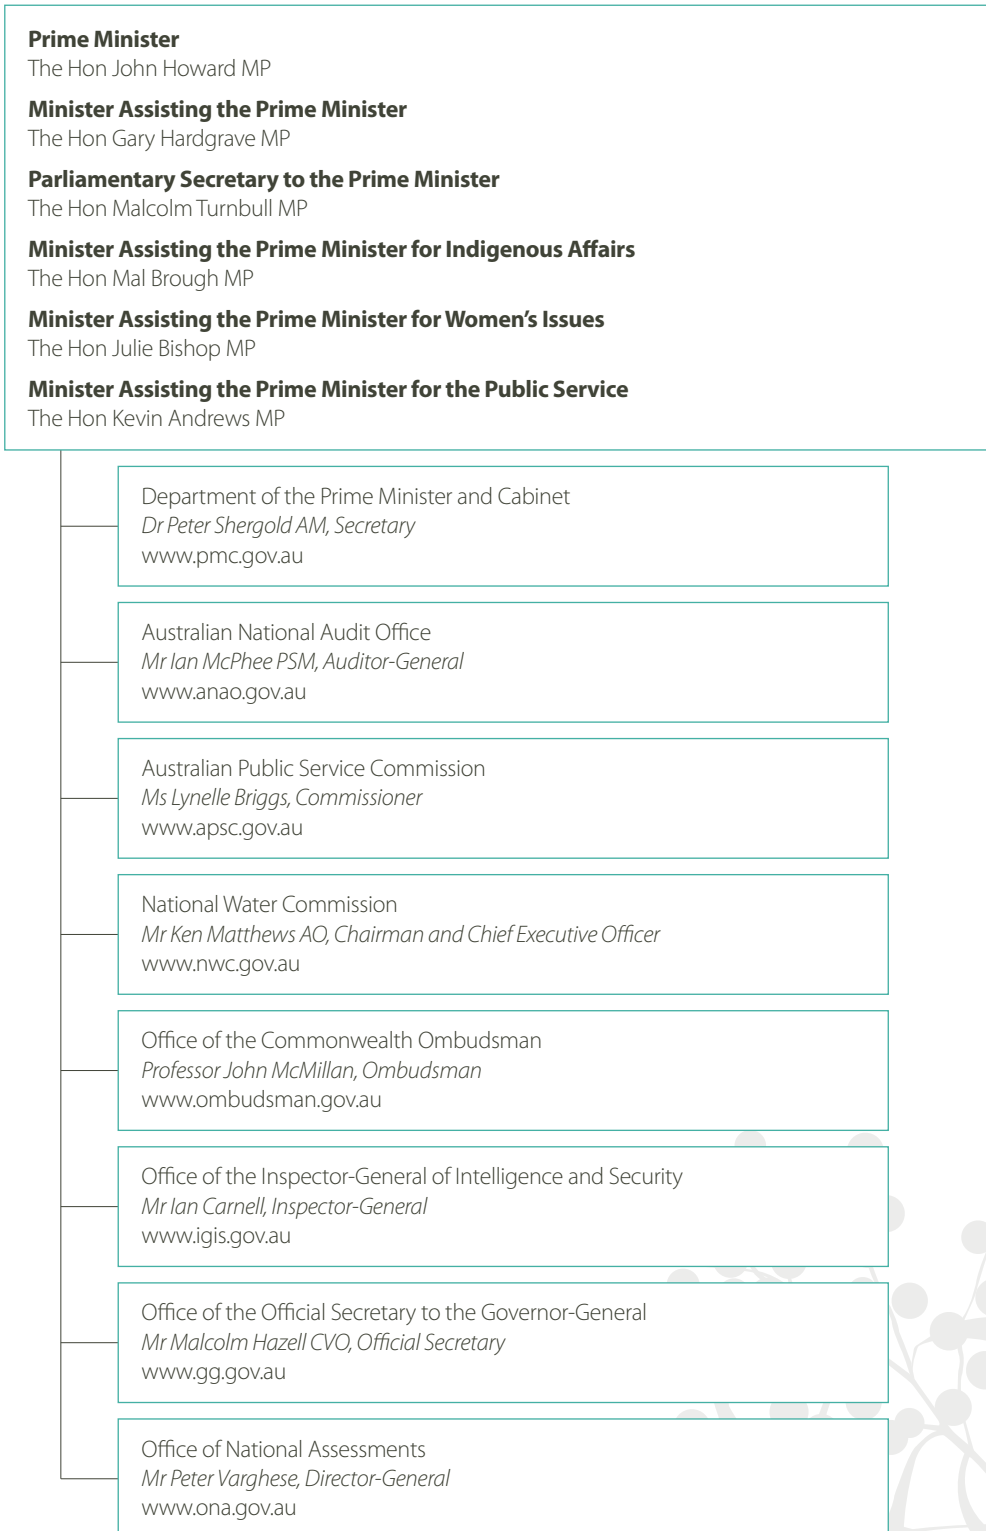 Prime Minister
The Hon John Howard MP
Minister Assisting the Prime Minister
The Hon Gary Hardgrave MP
Parliamentary Secretary to the Prime Minister
The Hon Malcolm Turnbull MP
Minister Assisting the Prime Minister for Indigenous Affairs
The Hon Mal Brough MP
Minister Assisting the Prime Minister for Women’s Issues
The Hon Julie Bishop MP
Minister Assisting the Prime Minister for the Public Service
The Hon Kevin Andrews MP
Department of the Prime Minister and Cabinet
Dr Peter Shergold AM, Secretary
www.pmc.gov.au
Australian National Audit Office
Mr Ian McPhee PSM, Auditor-General
www.anao.gov.au
Australian Public Service Commission
Ms Lynelle Briggs, Commissioner
www.apsc.gov.au
National Water Commission
Mr Ken Matthews AO, Chairman and Chief Executive Officer
www.nwc.gov.au
Office of the Commonwealth Ombudsman
Professor John McMillan, Ombudsman
www.ombudsman.gov.au
Office of the Inspector-General of Intelligence and Security
Mr Ian Carnell, Inspector-General
www.igis.gov.au
Office of the Official Secretary to the Governor-General
Mr Malcolm Hazell CVO, Official Secretary
www.gg.gov.au
Office of National Assessments
Mr Peter Varghese, Director-General
www.ona.gov.au